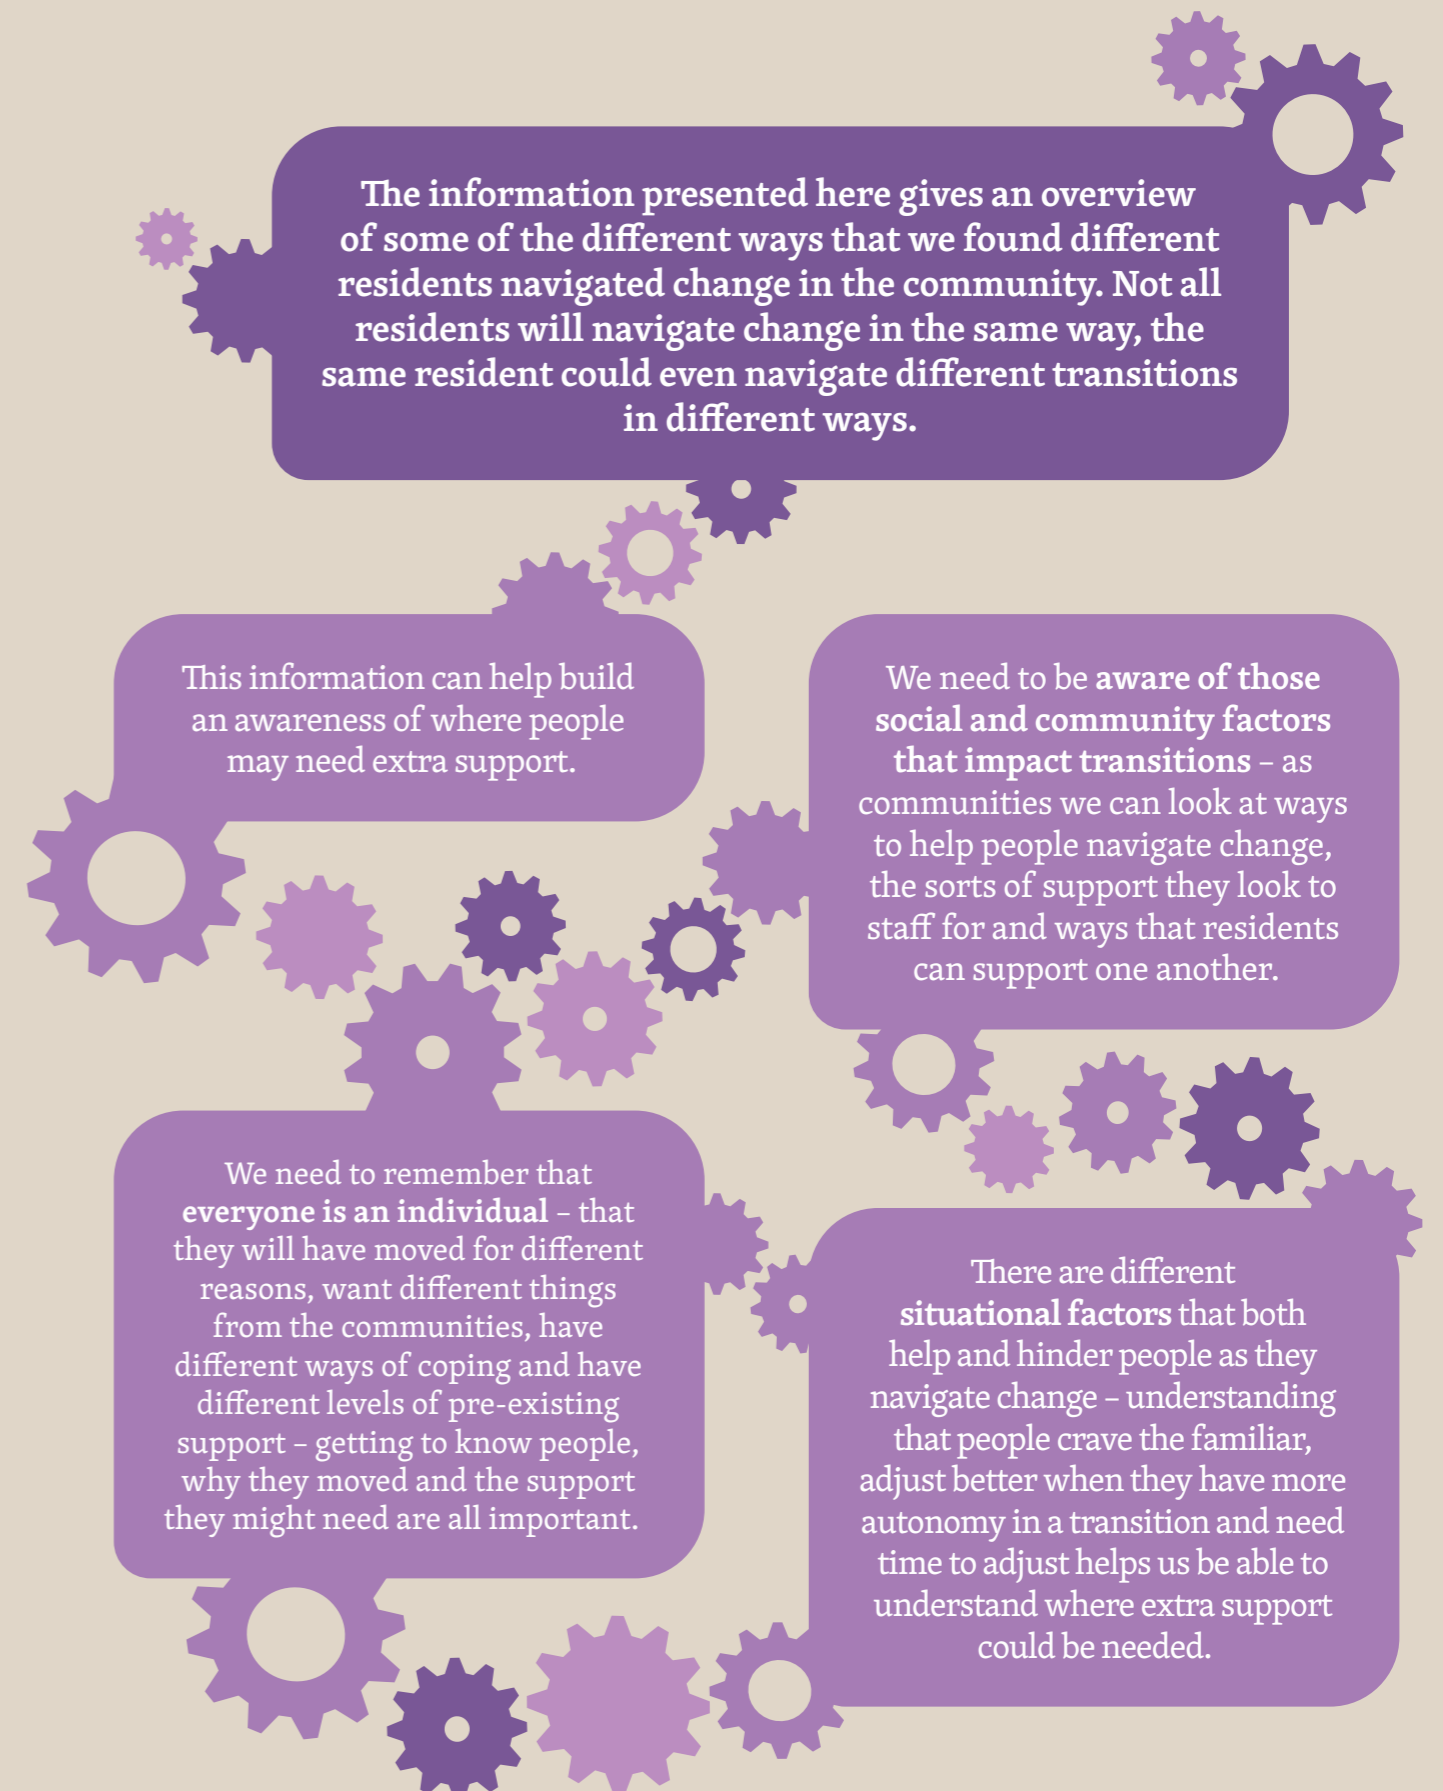 The information presented here gives an overview
of some of the different ways that we found different
residents navigated change in the community. Not all
residents will navigate change in the same way, the
same resident could even navigate different transitions
in different ways.
This information can help build
an awareness of where people
may need extra support.
We need to be aware of those
social and community factors
that impact transitions – as
communities we can look at ways
to help people navigate change,
the sorts of support they look to
staff for and ways that residents
can support one another.
We need to remember that
everyone is an individual – that
they will have moved for different
reasons, want different things
from the communities, have
different ways of coping and have
different levels of pre-existing
support – getting to know people,
why they moved and the support
they might need are all important.
There are different
situational factors that both
help and hinder people as they
navigate change – understanding
that people crave the familiar,
adjust better when they have more
autonomy in a transition and need
time to adjust helps us be able to
understand where extra support
could be needed.